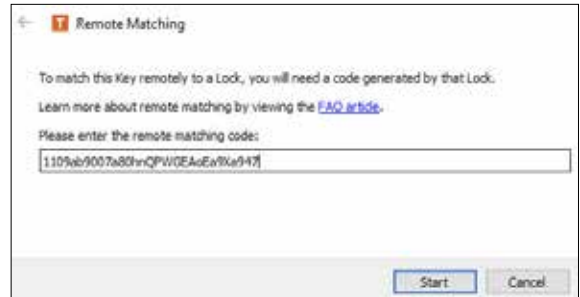 T Remote Matching
To match this Key remotely to a Lock, you will need a code generated by that Lock.
Learn more about remote matching by viewing the FAQ article.
Please enter the remote matching code:
Start Cancel